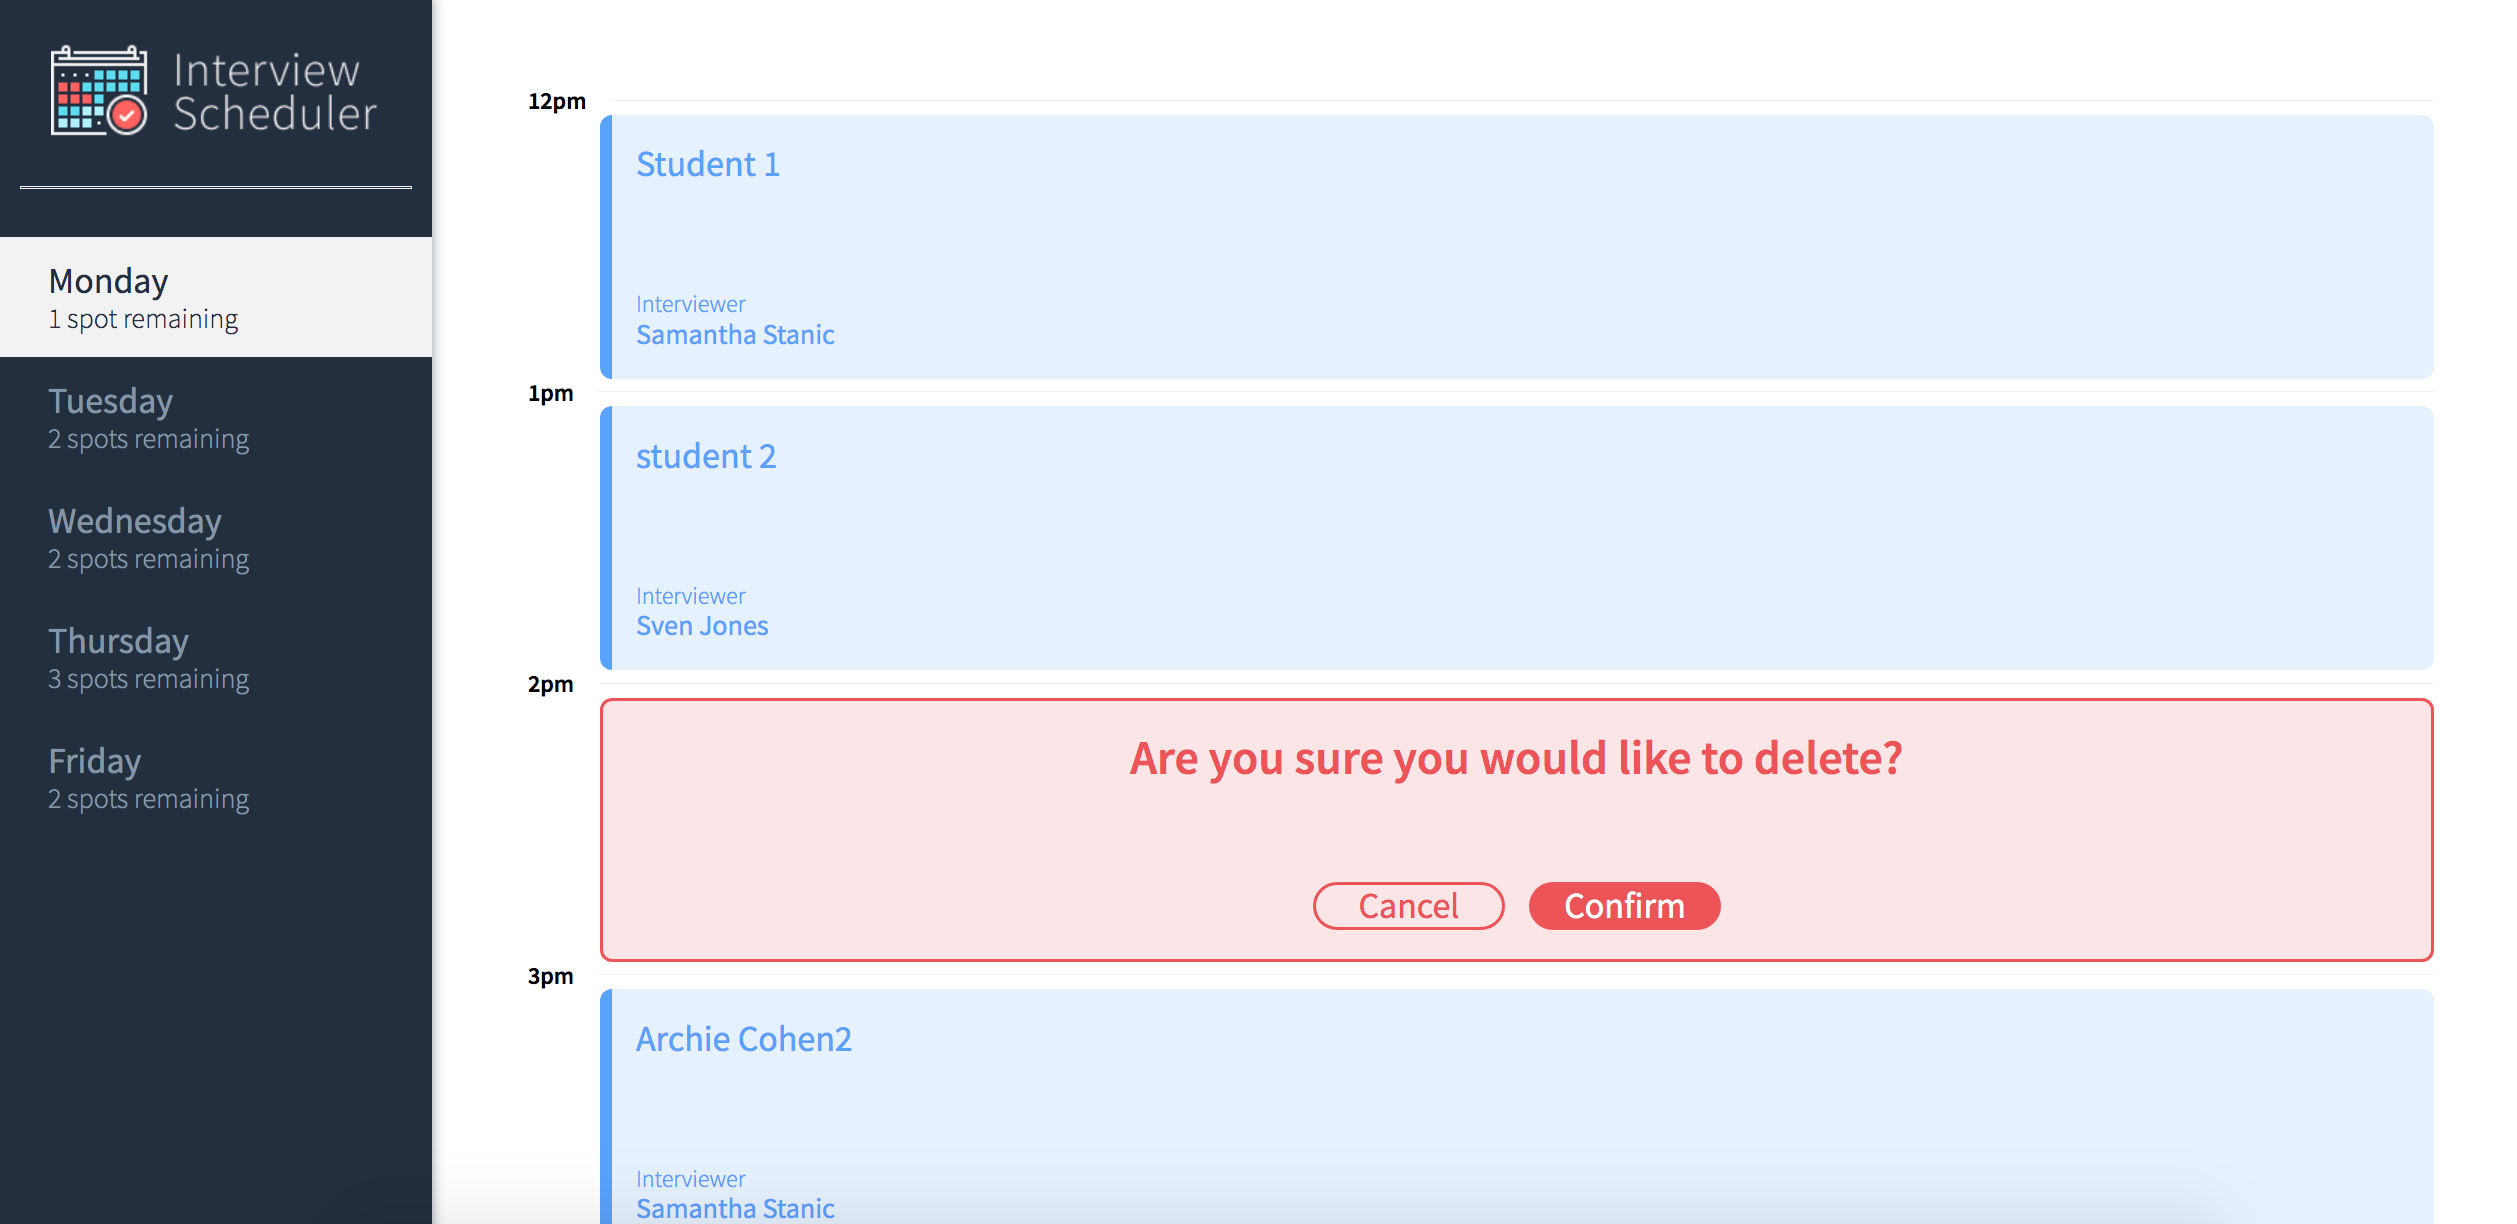 Interview
Scheduler
Monday
1 spot remaining
Tuesday
2 spots remaining
Wednesday
2 spots remaining
Thursday
3 spots remaining
Friday
2 spots remaining
12pm
Student 1
Interviewer
Samantha Stanic
1pm
student 2
Interviewer
Sven Jones
2pm
Are you sure you would like to delete?
Cancel Confirm
3pm
Archie Cohen2
Interviewer
Samantha Stanic